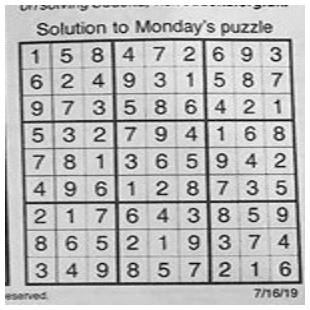 Solution to Monday's puzzle
1 5 8 4 7 2 6 9 3
6 2 4 9 3 1 5 8 7
9 7 3 5 8 6 4 2 1
5 3 2 7 9 4 1 6 8
7 8 1 3 6 5 9 4 2
4 9 6 1 2 8 7 3 5
2 1 7 6 4 3 8 5 9
8 6 5 2 1 9 3 7 4
3 4 9 8 5 7 2 1 6
eserved. 7/16/19